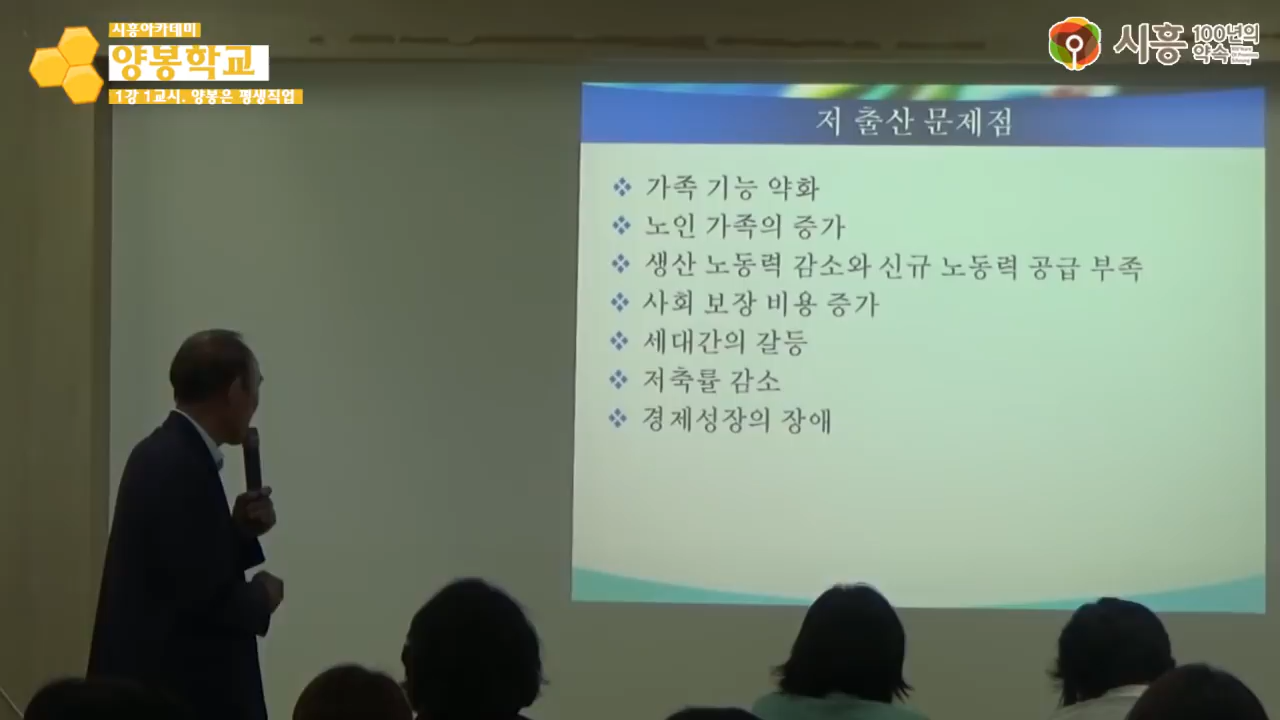 시흥아카데미
양봉학교
1강 1교시. 양봉은 평생직업
시흥 100년의 약속
저 출산 문제점
가족 기능 약화
노인 가족의 증가
생산 노동력 감소와 신규 노동력 공급 부족
사회 보장 비용 증가
세대간의 갈등
저축률 감소
경제성장의 장애